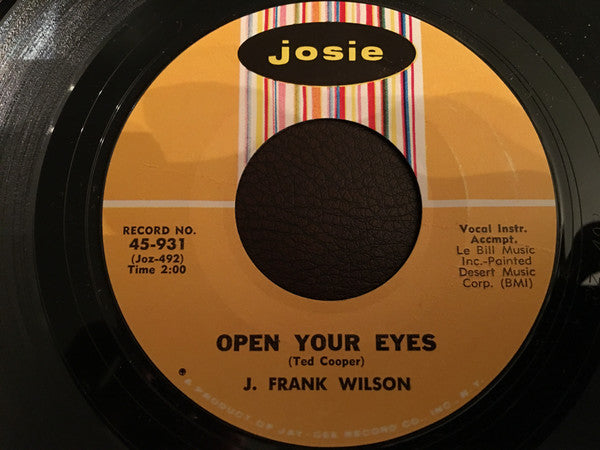 josie
RECORD NO.
45-931
(Joz-492)
Time 2:00
Vocal Instr.
Accmpt.
Le Bill Music
Inc.-Painted
Desert Music
Corp. (BMI)
OPEN YOUR EYES
(Ted Cooper)
J. FRANK WILSON
A PRODUCT OF JAY-GEE RECORD CO. INC. N.Y.